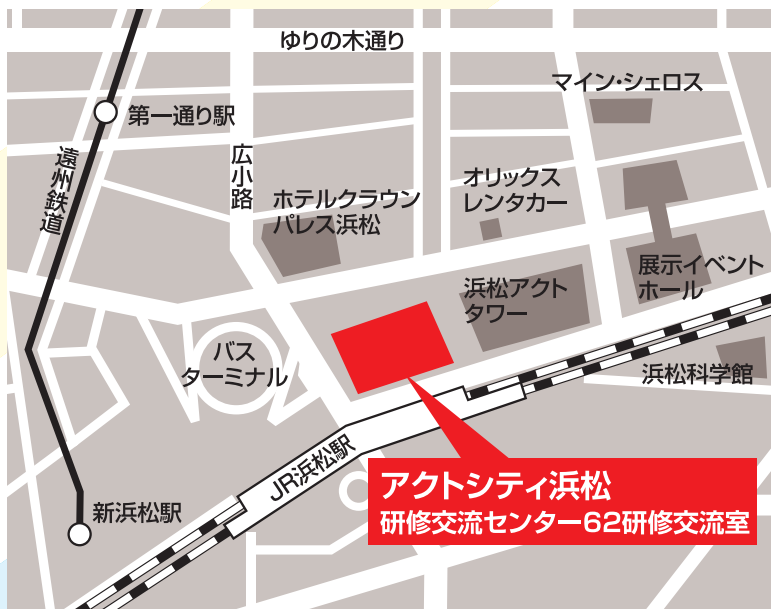 ゆりの木通り
マイン・シェロス
第一通り駅
遠州鉄道
広小路
ホテルクラウン
パレス浜松
オリックス
レンタカー
展示イベント
ホール
浜松アクト
タワー
バス
ターミナル
浜松科学館
JR浜松駅
新浜松駅
アクトシティ浜松
研修交流センター62研修交流室